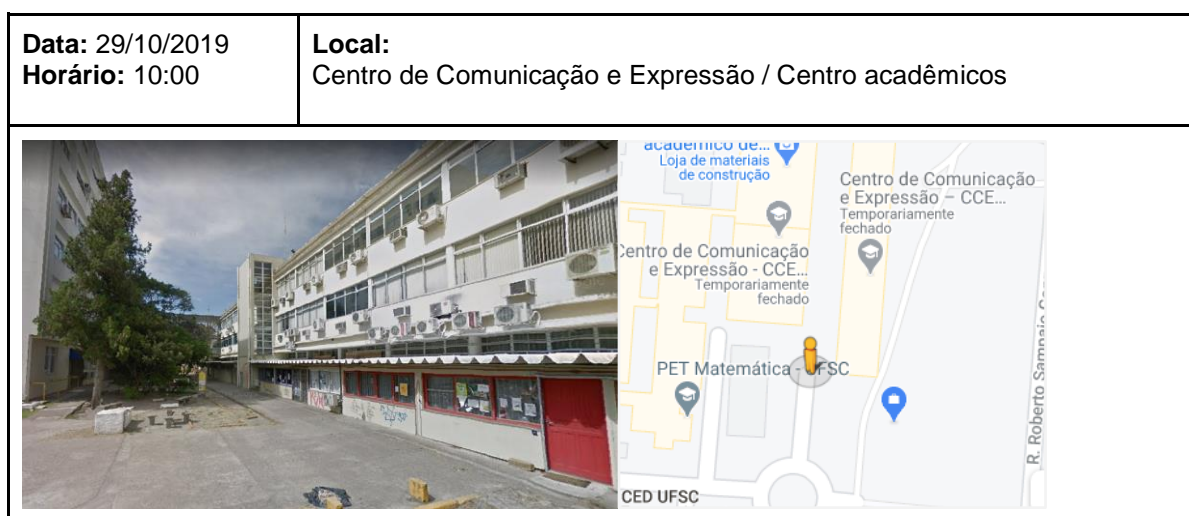 Data: 29/10/2019
Horário: 10:00
Local:
Centro de Comunicação e Expressão / Centro acadêmicos
acadêmico de...
Loja de materiais
de construção
Centro de Comunicação
e Expressão – CCE...
Temporariamente
fechado
Centro de Comunicação
e Expressão - CCE...
Temporariamente
fechado
PET Matemática - UFSC
R. Roberto Sampaio
CED UFSC